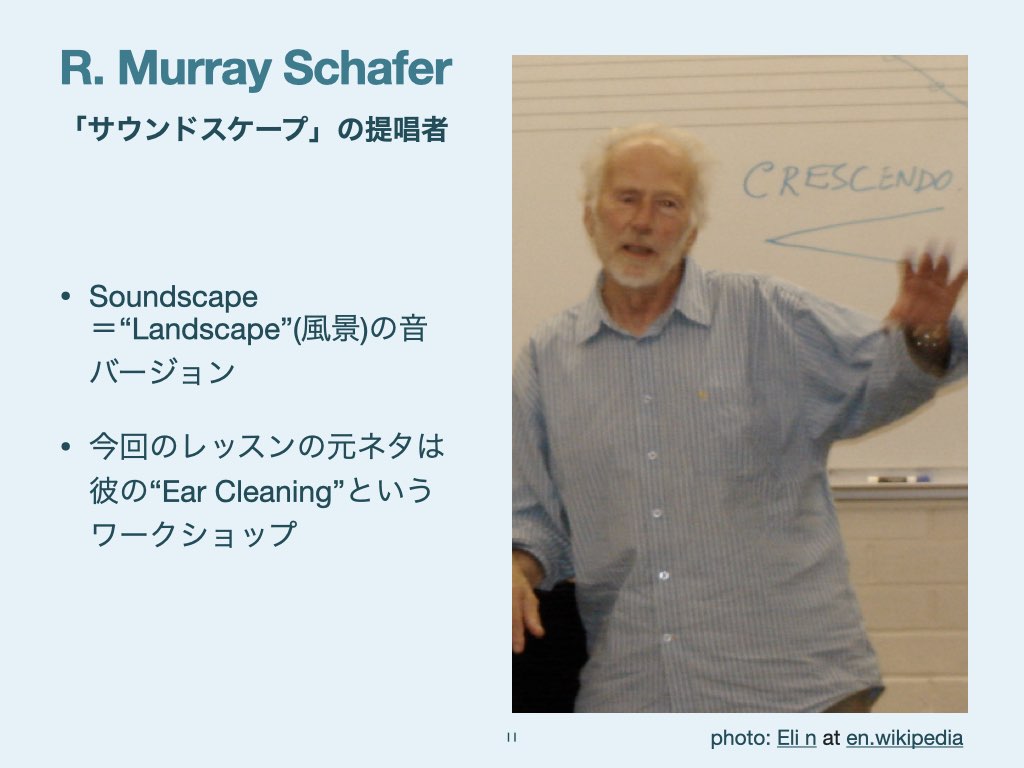 R. Murray Schafer
「サウンドスケープ」の提唱者
• Soundscape
＝“Landscape”(風景)の音
バージョン
• 今回のレッスンの元ネタは
彼の“Ear Cleaning”という
ワークショップ
CRESCENDO.
11
photo: Eli n at en.wikipedia